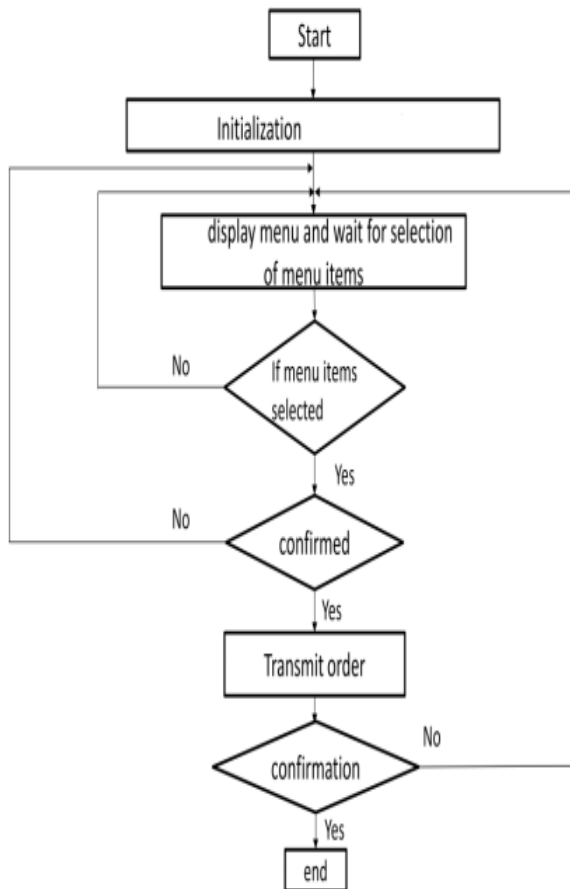 Start
Initialization
display menu and wait for selection
of menu items
If menu items
selected
No
Yes
No
confirmed
Yes
Transmit order
No
confirmation
Yes
end